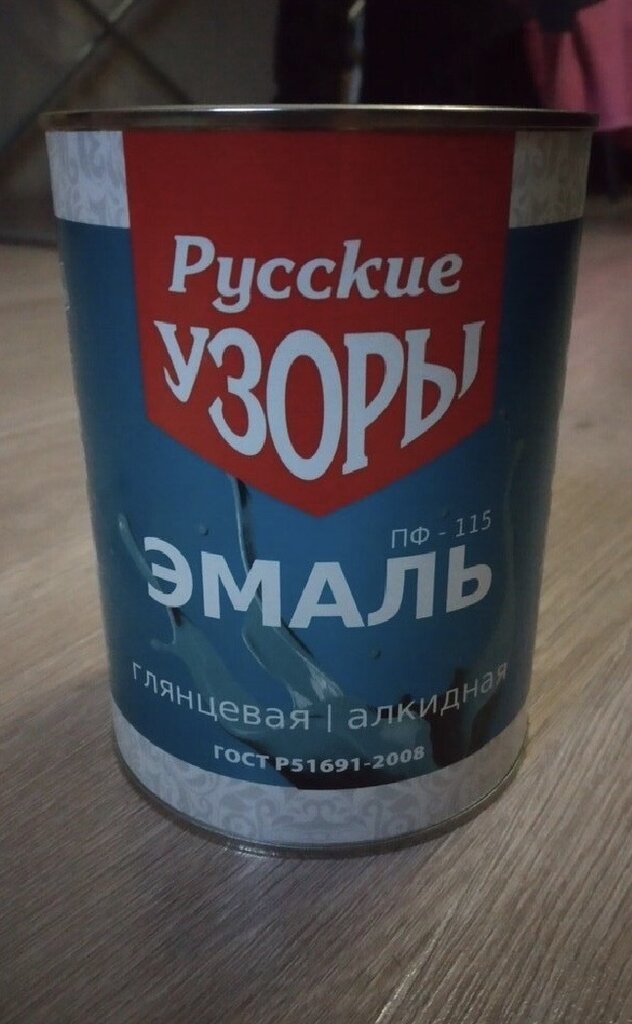 Русские
УЗОРЫ
ПФ - 115
ЭМАЛЬ
глянцевая | алкидная
ГОСТ Р51691-2008